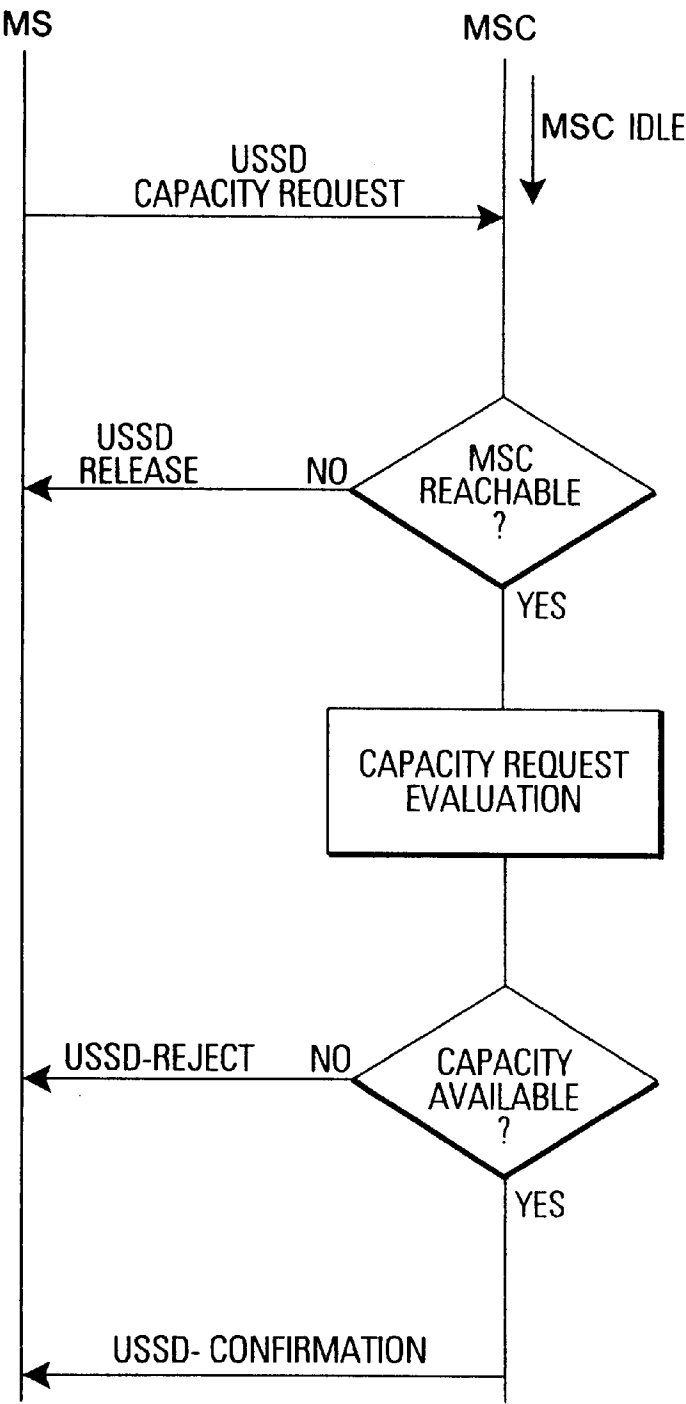 MS
MSC
MSC IDLE
USSD
CAPACITY REQUEST
USSD
RELEASE
NO
MSC
REACHABLE
?
YES
CAPACITY REQUEST
EVALUATION
USSD-REJECT
NO
CAPACITY
AVAILABLE
?
YES
USSD- CONFIRMATION